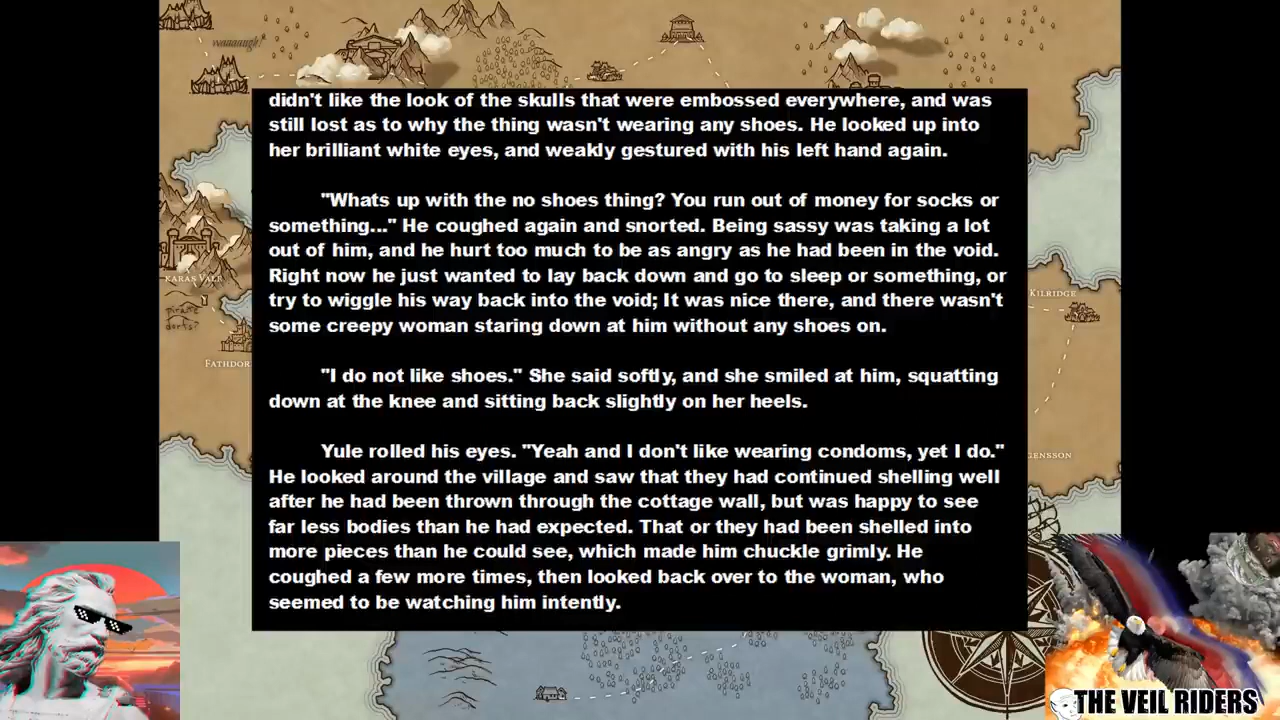 waaaaugh!
didn't like the look of the skulls that were embossed everywhere, and was
still lost as to why the thing wasn't wearing any shoes. He looked up into
her brilliant white eyes, and weakly gestured with his left hand again.
"Whats up with the no shoes thing? You run out of money for socks or
something..." He coughed again and snorted. Being sassy was taking a lot
out of him, and he hurt too much to be as angry as he had been in the void.
Right now he just wanted to lay back down and go to sleep or something, or
try to wiggle his way back into the void; It was nice there, and there wasn't
some creepy woman staring down at him without any shoes on.
"I do not like shoes." She said softly, and she smiled at him, squatting
down at the knee and sitting back slightly on her heels.
Yule rolled his eyes. "Yeah and I don't like wearing condoms, yet I do."
He looked around the village and saw that they had continued shelling well
after he had been thrown through the cottage wall, but was happy to see
far less bodies than he had expected. That or they had been shelled into
more pieces than he could see, which made him chuckle grimly. He
coughed a few more times, then looked back over to the woman, who
seemed to be watching him intently.
KARAS VALE
pirate
dorfs?
FATHDOR
KILRIDGE
GENSSON
THE VEIL RIDERS